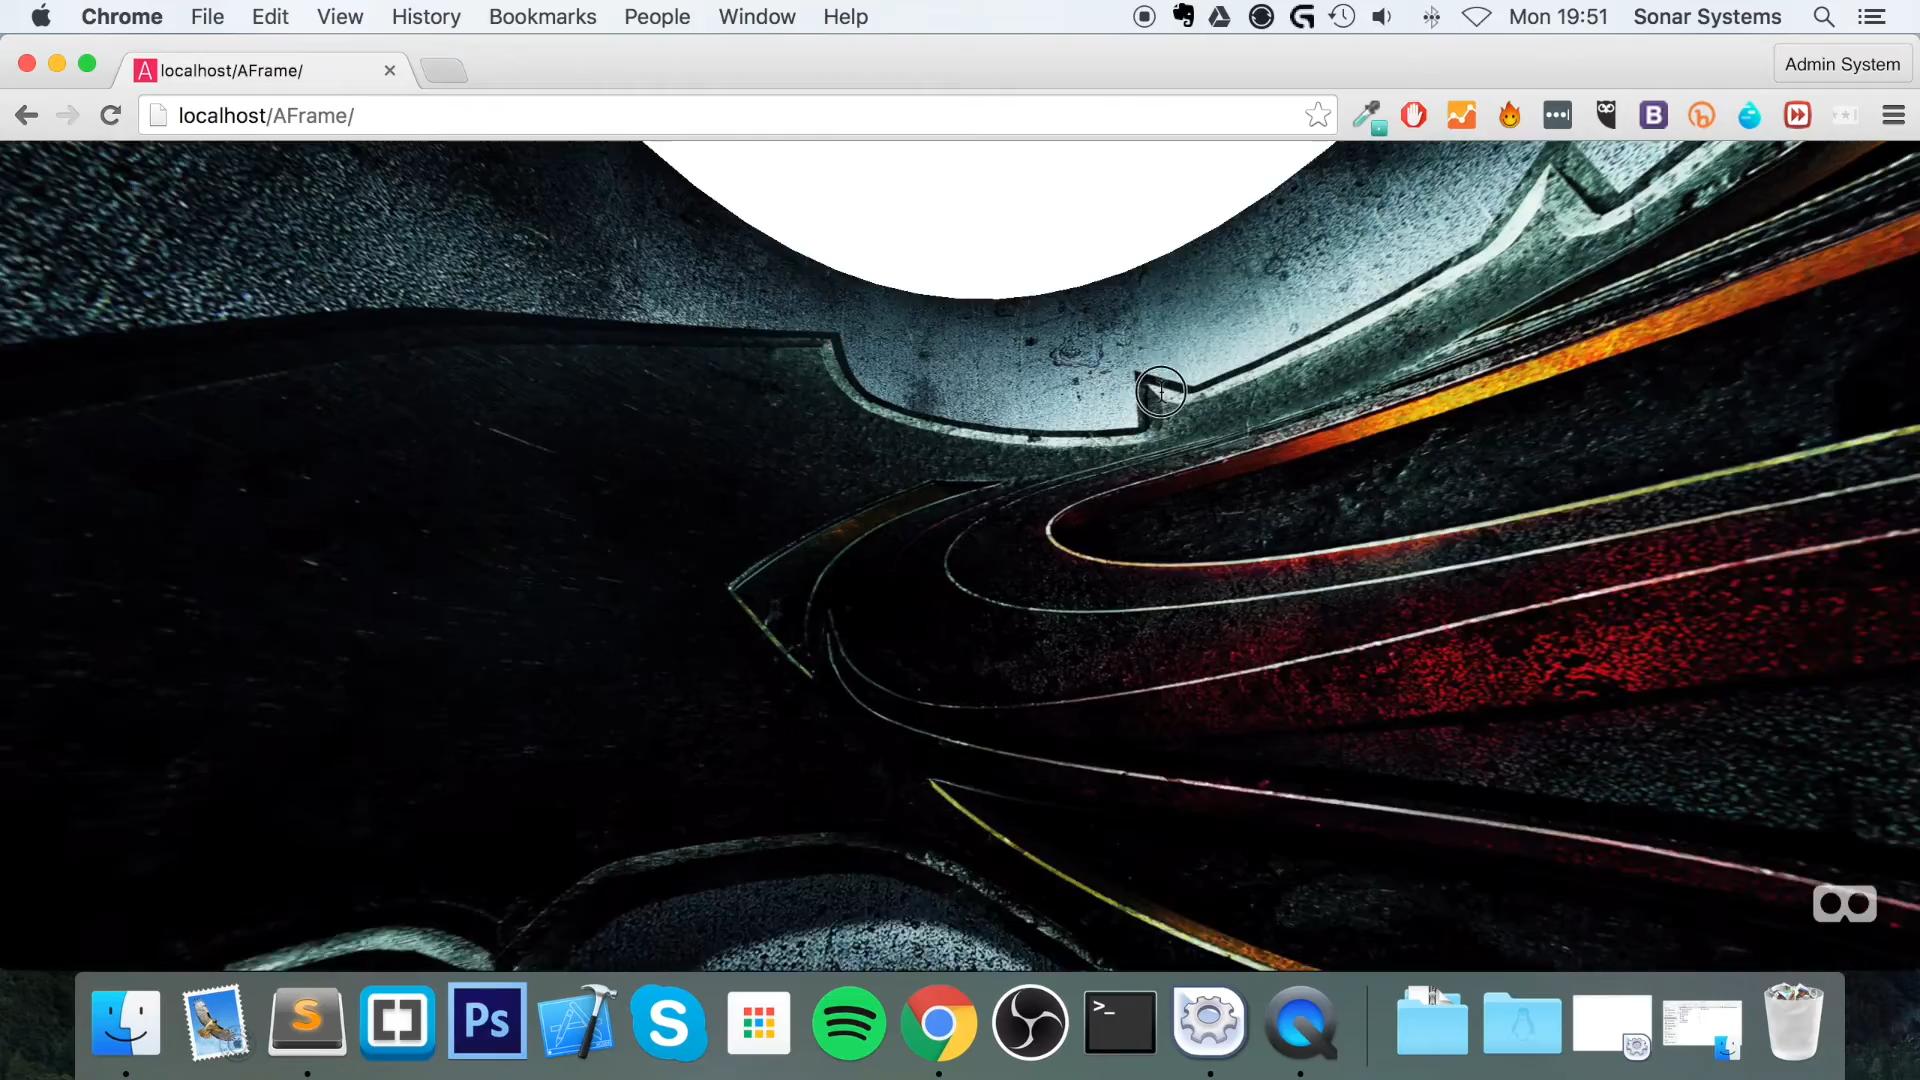 Chrome File Edit View History Bookmarks People Window Help Mon 19:51 Sonar Systems
A localhost/AFrame/ Admin System
localhost/AFrame/ B
S Ps S >_